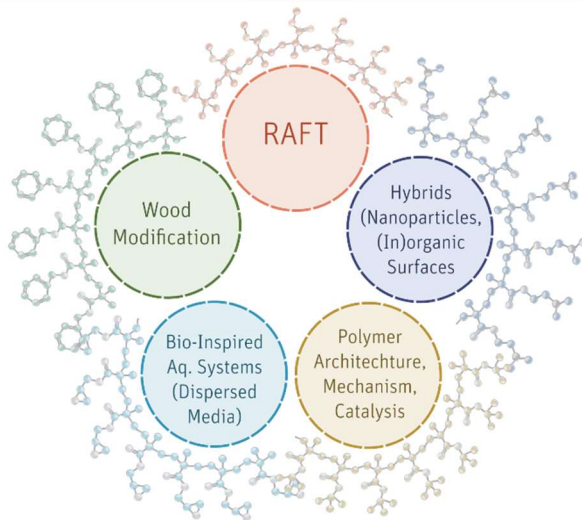 RAFT
Wood
Modification
Hybrids
(Nanoparticles,
(In)organic
Surfaces
Bio-Inspired
Aq. Systems
(Dispersed
Media)
Polymer
Architechture,
Mechanism,
Catalysis